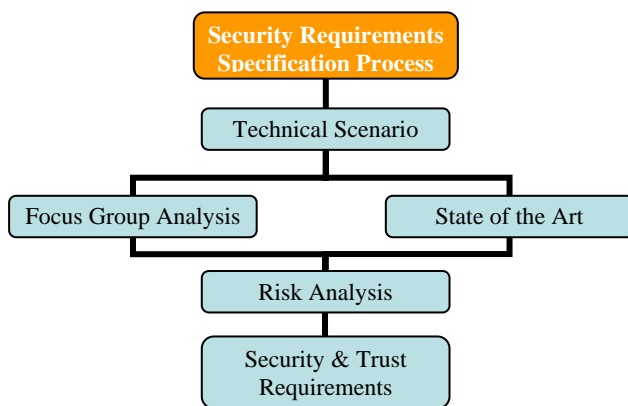 Security Requirements
Specification Process
Technical Scenario
Focus Group Analysis
State of the Art
Risk Analysis
Security & Trust
Requirements